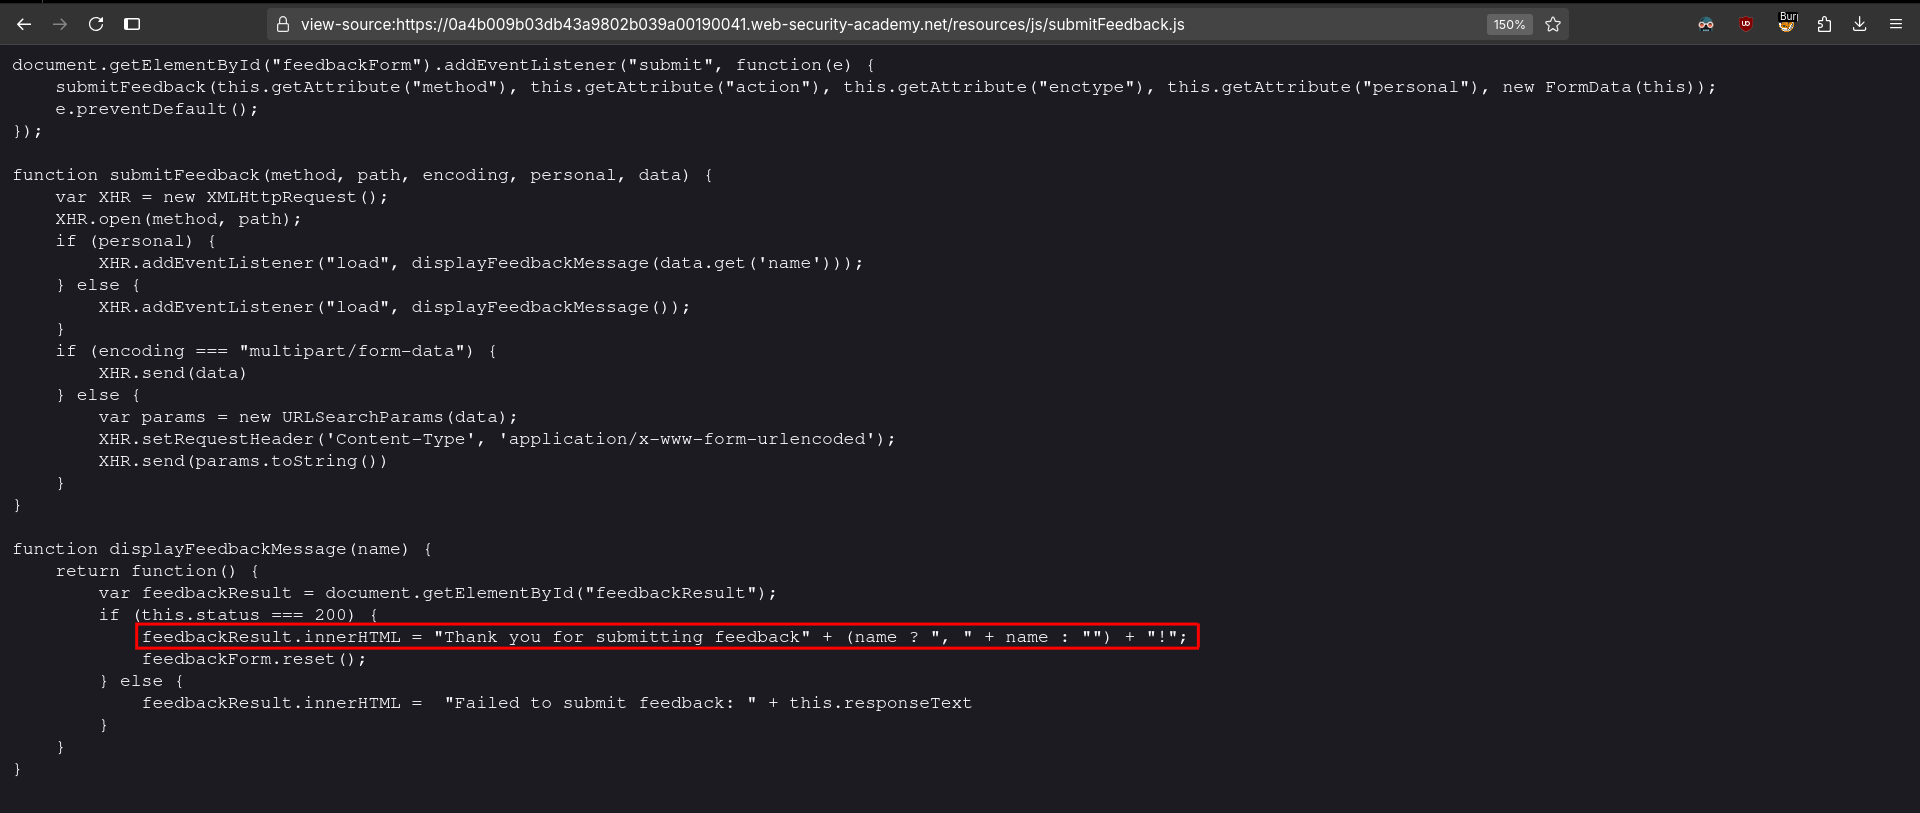 view-source:https://0a4b009b03db43a9802b039a00190041.web-security-academy.net/resources/js/submitFeedback.js
150%
Bur
document.getElementById("feedbackForm").addEventListener("submit", function(e) {
    submitFeedback(this.getAttribute("method"), this.getAttribute("action"), this.getAttribute("enctype"), this.getAttribute("personal"), new FormData(this));
    e.preventDefault();
});
function submitFeedback(method, path, encoding, personal, data) {
    var XHR = new XMLHttpRequest();
    XHR.open(method, path);
    if (personal) {
        XHR.addEventListener("load", displayFeedbackMessage(data.get('name')));
    } else {
        XHR.addEventListener("load", displayFeedbackMessage());
    }
    if (encoding === "multipart/form-data") {
        XHR.send(data)
    } else {
        var params = new URLSearchParams(data);
        XHR.setRequestHeader('Content-Type', 'application/x-www-form-urlencoded');
        XHR.send(params.toString())
    }
}
function displayFeedbackMessage(name) {
    return function() {
        var feedbackResult = document.getElementById("feedbackResult");
        if (this.status === 200) {
            feedbackResult.innerHTML = "Thank you for submitting feedback" + (name ? ", " + name : "") + "!";
            feedbackForm.reset();
        } else {
            feedbackResult.innerHTML =  "Failed to submit feedback: " + this.responseText
        }
    }
}